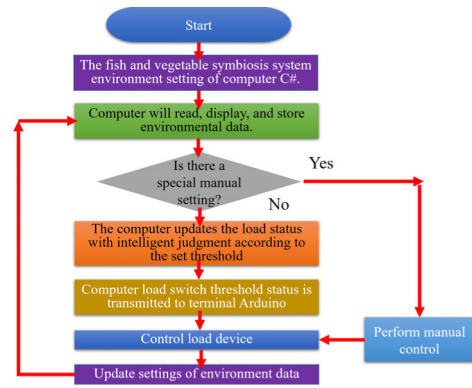 Start
The fish and vegetable symbiosis system
environment setting of computer C#.
Computer will read, display, and store
environmental data.
Is there a
special manual
setting?
Yes
No
The computer updates the load status
with intelligent judgment according to
the set threshold
Computer load switch threshold status is
transmitted to terminal Arduino
Control load device
Perform manual
control
Update settings of environment data